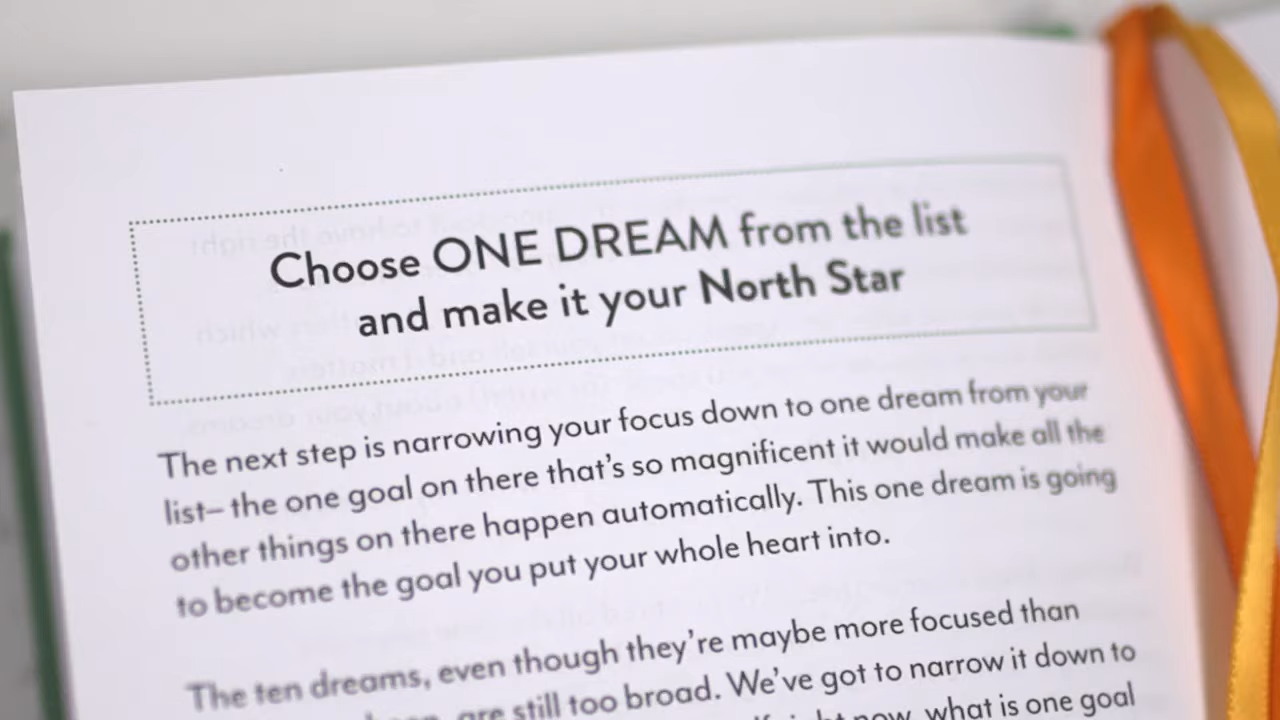 Choose ONE DREAM from the list
and make it your North Star
The next step is narrowing your focus down to one dream from your
list– the one goal on there that's so magnificent it would make all the
other things on there happen automatically. This one dream is going
to become the goal you put your whole heart into.
The ten dreams, even though they're maybe more focused than
are still too broad. We've got to narrow it down to
now, what is one goal